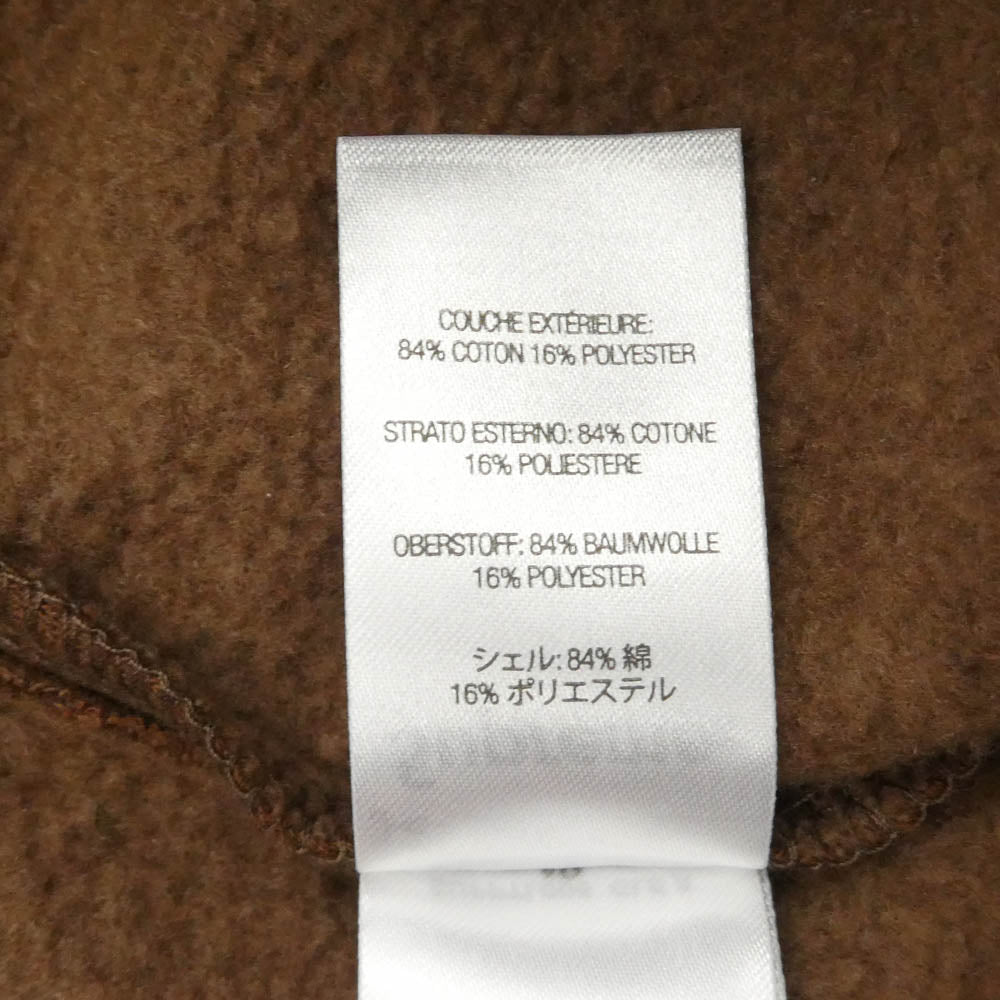 COUCHE EXTÉRIEURE:
84% COTON 16% POLYESTER
STRATO ESTERNO: 84% COTONE
16% POLIESTERE
OBERSTOFF: 84% BAUMWOLLE
16% POLYESTER
シェル: 84% 綿
16% ポリエステル